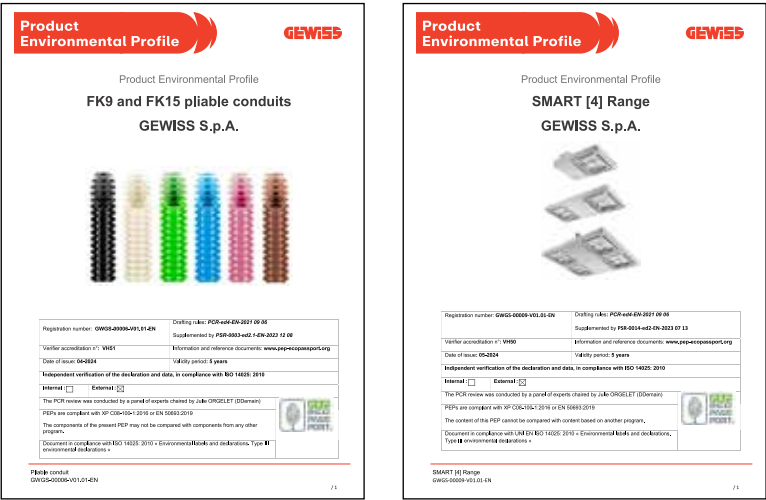 Product
Environmental Profile
GEWISS
Product Environmental Profile
FK9 and FK15 pliable conduits
GEWISS S.p.A.
Registration number: GWGS-00006-V01.01-EN
Drafting rules: PCR-ed4-EN-2021 09 06
Supplemented by PSR-0003-ed2.1-EN-2023 12 08
Verifier accreditation n°: VH51
Information and reference documents: www.pep-ecopassport.org
Date of issue: 04-2024
Validity period: 5 years
Independent verification of the declaration and data, in compliance with ISO 14025: 2010
Internal :
External :
The PCR review was conducted by a panel of experts chaired by Julie ORGELET (DDemain)
PEPs are compliant with XP C08-100-1:2016 or EN 50693:2019
The components of the present PEP may not be compared with components from any other
program.
Document in compliance with ISO 14025: 2010 « Environmental labels and declarations. Type III
environmental declarations »
PEP
ECO
PASS
PORT.
Pliable conduit
GWGS-00006-V01.01-EN
/ 1
Product
Environmental Profile
GEWISS
Product Environmental Profile
SMART [4] Range
GEWISS S.p.A.
Registration number: GWGS-00009-V01.01-EN
Drafting rules: PCR-ed4-EN-2021 09 06
Supplemented by PSR-0014-ed2-EN-2023 07 13
Verifier accreditation n°: VH50
Information and reference documents: www.pep-ecopassport.org
Date of issue: 05-2024
Validity period: 5 years
Independent verification of the declaration and data, in compliance with ISO 14025: 2010
Internal :
External :
The PCR review was conducted by a panel of experts chaired by Julie ORGELET (DDemain)
PEPs are compliant with XP C08-100-1:2016 or EN 50693:2019
The content of this PEP cannot be compared with content based on another program.
Document in compliance with UNI EN ISO 14025: 2010 « Environmental labels and declarations.
Type III environmental declarations »
PEP
ECO
PASS
PORT.
SMART [4] Range
GWGS-00009-V01.01-EN
/ 1